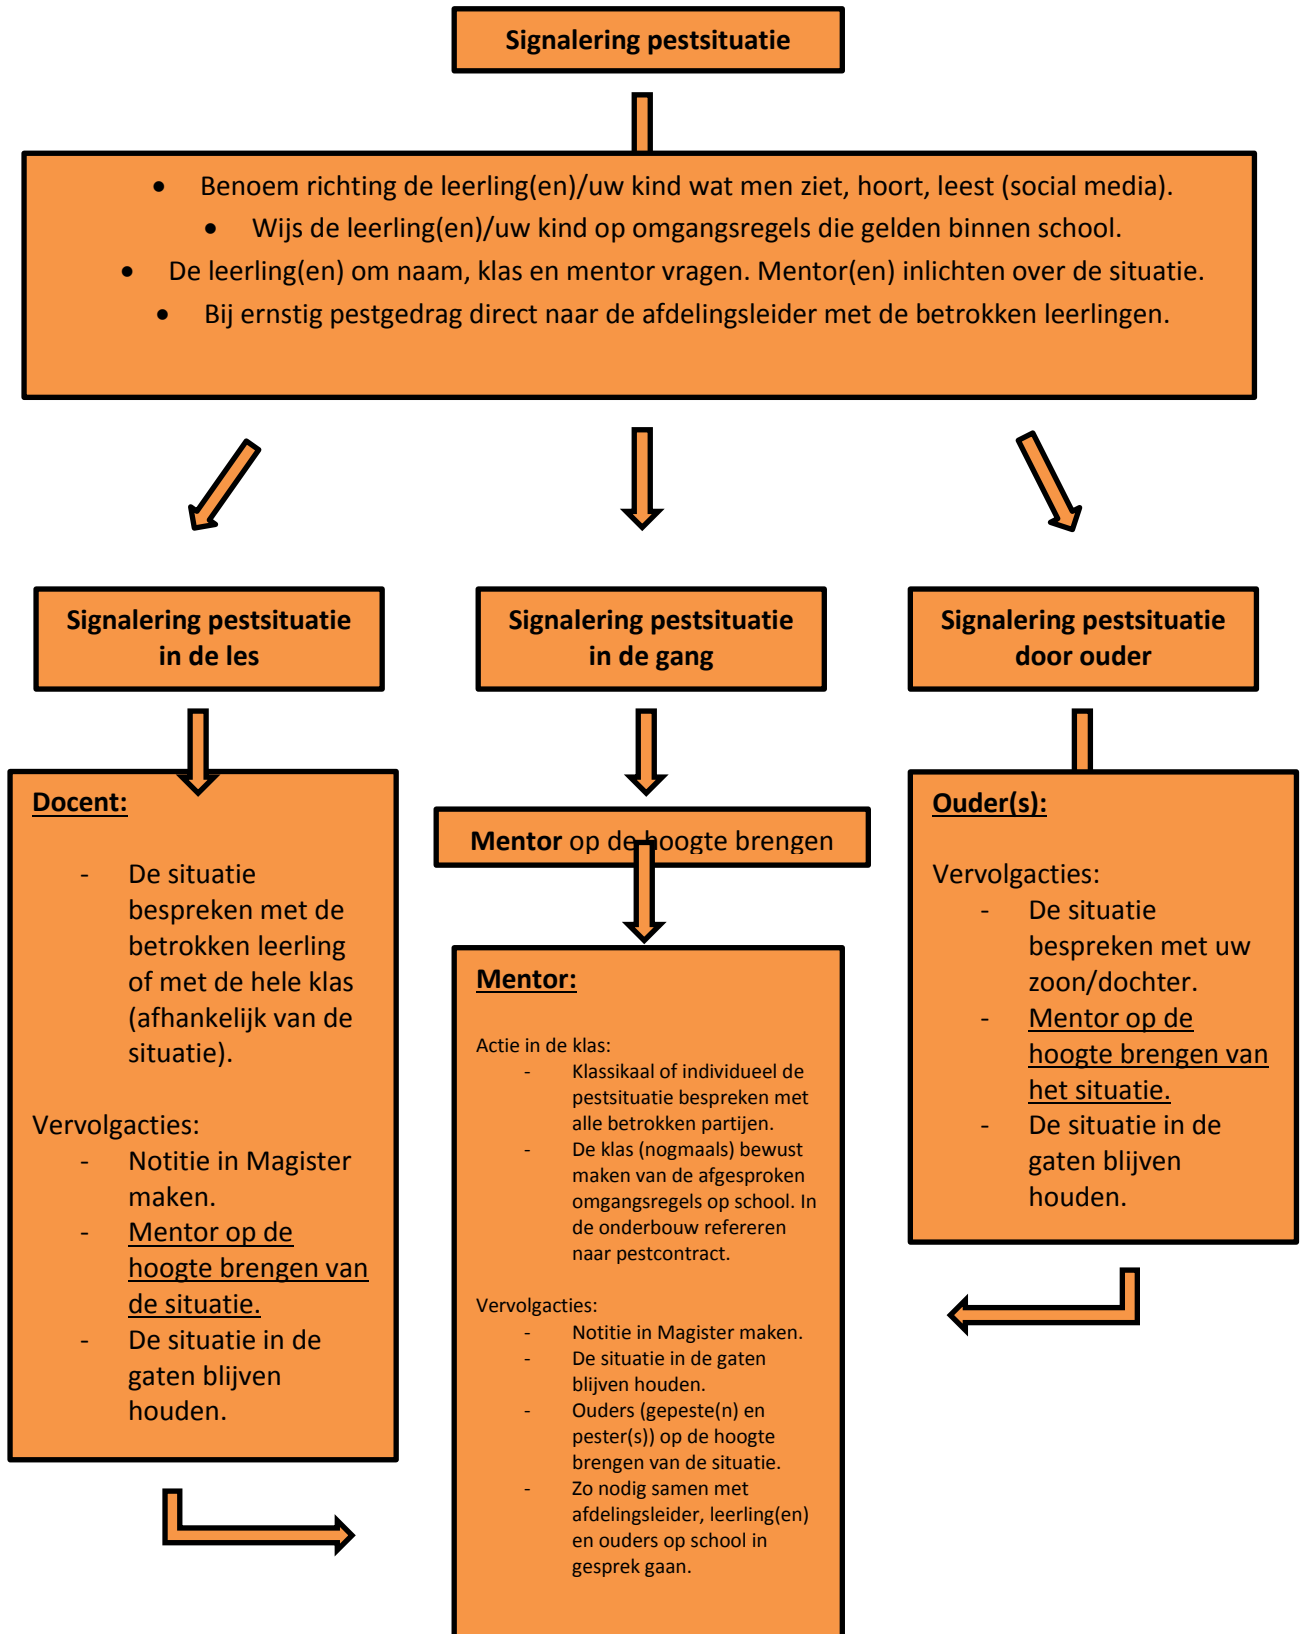 Signalering pestsituatie
• Benoem richting de leerling(en)/uw kind wat men ziet, hoort, leest (social media).
• Wijs de leerling(en)/uw kind op omgangsregels die gelden binnen school.
• De leerling(en) om naam, klas en mentor vragen. Mentor(en) inlichten over de situatie.
• Bij ernstig pestgedrag direct naar de afdelingsleider met de betrokken leerlingen.
Signalering pestsituatie
in de les
Signalering pestsituatie
in de gang
Signalering pestsituatie
door ouder
Docent:
- De situatie
bespreken met de
betrokken leerling
of met de hele klas
(afhankelijk van de
situatie).
Vervolgacties:
- Notitie in Magister
maken.
- Mentor op de
hoogte brengen van
de situatie.
- De situatie in de
gaten blijven
houden.
Mentor op de hoogte brengen
Mentor:
Actie in de klas:
- Klassikaal of individueel de
pestsituatie bespreken met
alle betrokken partijen.
- De klas (nogmaals) bewust
maken van de afgesproken
omgangsregels op school. In
de onderbouw refereren
naar pestcontract.
Vervolgacties:
- Notitie in Magister maken.
- De situatie in de gaten
blijven houden.
- Ouders (gepeste(n) en
pester(s)) op de hoogte
brengen van de situatie.
- Zo nodig samen met
afdelingsleider, leerling(en)
en ouders op school in
gesprek gaan.
Ouder(s):
Vervolgacties:
- De situatie
bespreken met uw
zoon/dochter.
- Mentor op de
hoogte brengen van
het situatie.
- De situatie in de
gaten blijven
houden.